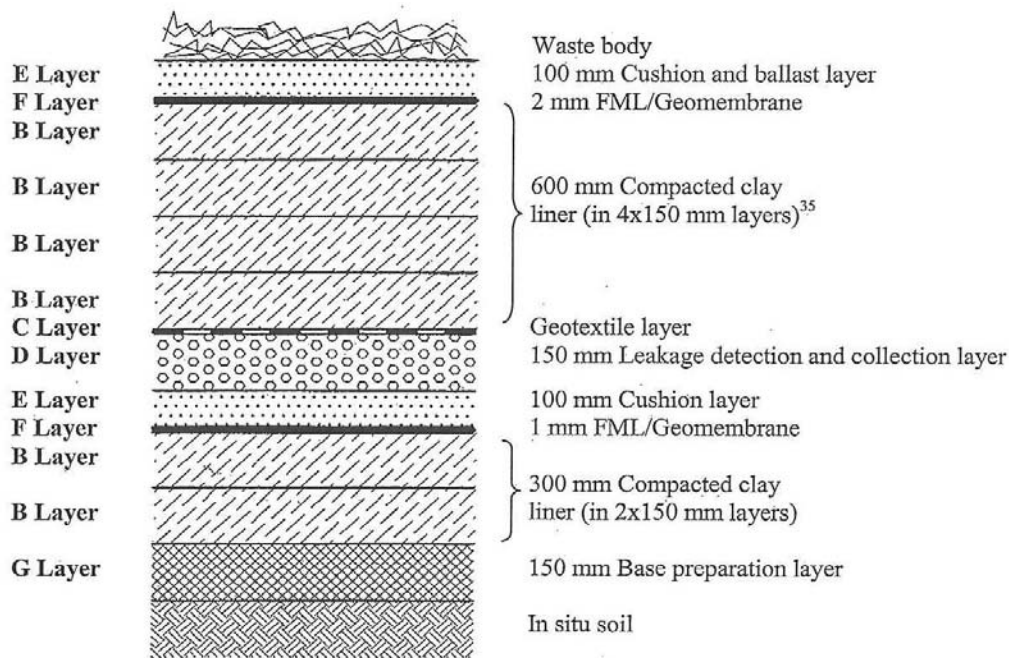 Waste body
E Layer 100 mm Cushion and ballast layer
F Layer 2 mm FML/Geomembrane
B Layer
B Layer 600 mm Compacted clay
liner (in 4x150 mm layers)³⁵
B Layer
B Layer
C Layer Geotextile layer
D Layer 150 mm Leakage detection and collection layer
E Layer 100 mm Cushion layer
F Layer 1 mm FML/Geomembrane
B Layer
300 mm Compacted clay
B Layer liner (in 2x150 mm layers)
G Layer 150 mm Base preparation layer
In situ soil